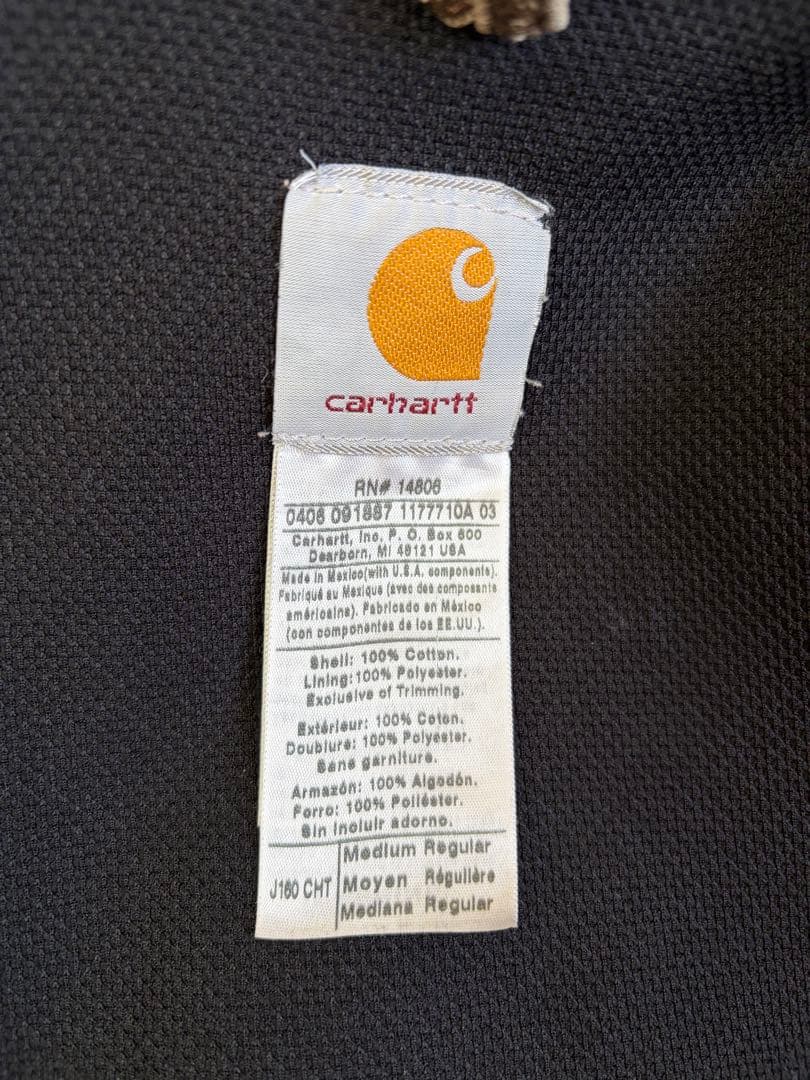 carhartt
RN# 14806
0406 091687 1177710A 03
Carhartt, Inc. P. O. Box 600
Dearborn, MI 48121 USA
Made in Mexico(with U.S.A. components).
Fabriqué au Mexique (avec des composants
américains). Fabricado en México
(con componentes de los EE.UU.).
Shell: 100% Cotton.
Lining:100% Polyester.
Exclusive of Trimming.
Extérieur: 100% Coton.
Doublure: 100% Polyester.
Sans garniture.
Armazón: 100% Algodón.
Forro: 100% Poliéster.
Sin incluir adorno.
Medium Regular
J160 CHT Moyen Régulière
Mediana Regular